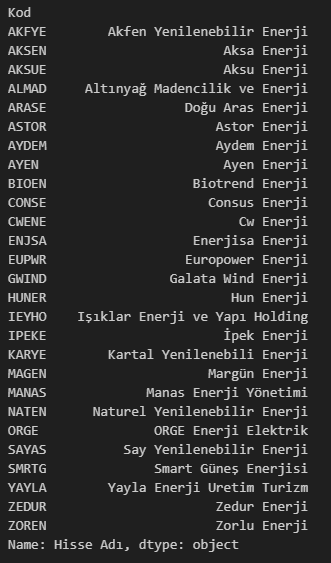 Kod
AKFYE Akfen Yenilenebilir Enerji
AKSEN Aksa Enerji
AKSUE Aksu Enerji
ALMAD Altınyağ Madencilik ve Enerji
ARASE Doğu Aras Enerji
ASTOR Astor Enerji
AYDEM Aydem Enerji
AYEN Ayen Enerji
BIOEN Biotrend Enerji
CONSE Consus Enerji
CWENE Cw Enerji
ENJSA Enerjisa Enerji
EUPWR Europower Enerji
GWIND Galata Wind Enerji
HUNER Hun Enerji
IEYHO Işıklar Enerji ve Yapı Holding
IPEKE İpek Enerji
KARYE Kartal Yenilenebili Enerji
MAGEN Margün Enerji
MANAS Manas Enerji Yönetimi
NATEN Naturel Yenilenebilir Enerji
ORGE ORGE Enerji Elektrik
SAYAS Say Yenilenebilir Enerji
SMRTG Smart Güneş Enerjisi
YAYLA Yayla Enerji Uretim Turizm
ZEDUR Zedur Enerji
ZOREN Zorlu Enerji
Name: Hisse Adı, dtype: object